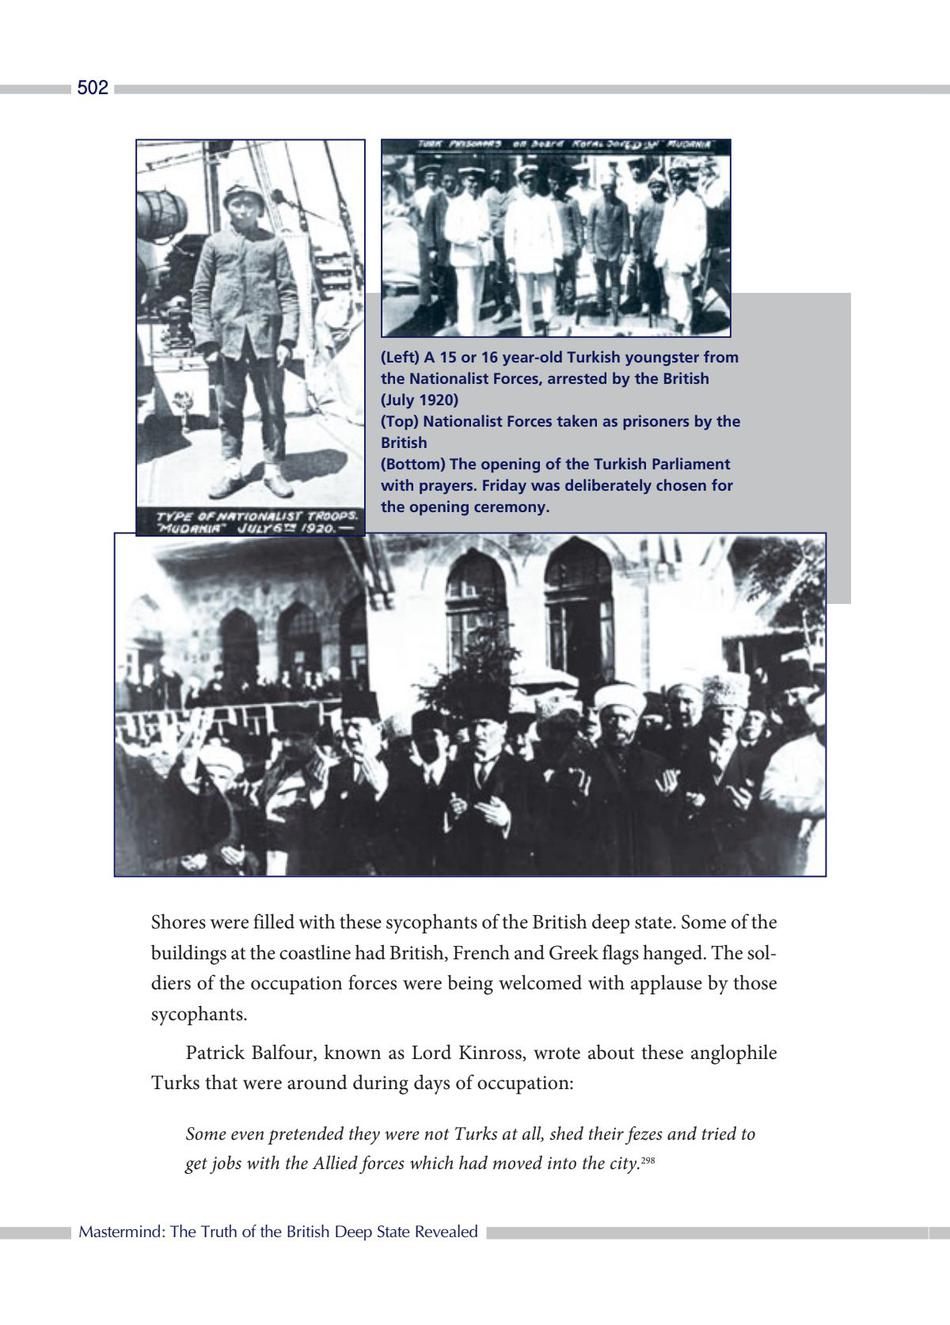 502
TURK PRISONERS on board Royal
"MUDANIA"
TYPE OF NATIONALIST TROOPS.
"MUDANIA" JULY 6TH 1920.—
(Left) A 15 or 16 year-old Turkish youngster from
the Nationalist Forces, arrested by the British
(July 1920)
(Top) Nationalist Forces taken as prisoners by the
British
(Bottom) The opening of the Turkish Parliament
with prayers. Friday was deliberately chosen for
the opening ceremony.
Shores were filled with these sycophants of the British deep state. Some of the
buildings at the coastline had British, French and Greek flags hanged. The sol-
diers of the occupation forces were being welcomed with applause by those
sycophants.
Patrick Balfour, known as Lord Kinross, wrote about these anglophile
Turks that were around during days of occupation:
Some even pretended they were not Turks at all, shed their fezes and tried to
get jobs with the Allied forces which had moved into the city.298
Mastermind: The Truth of the British Deep State Revealed